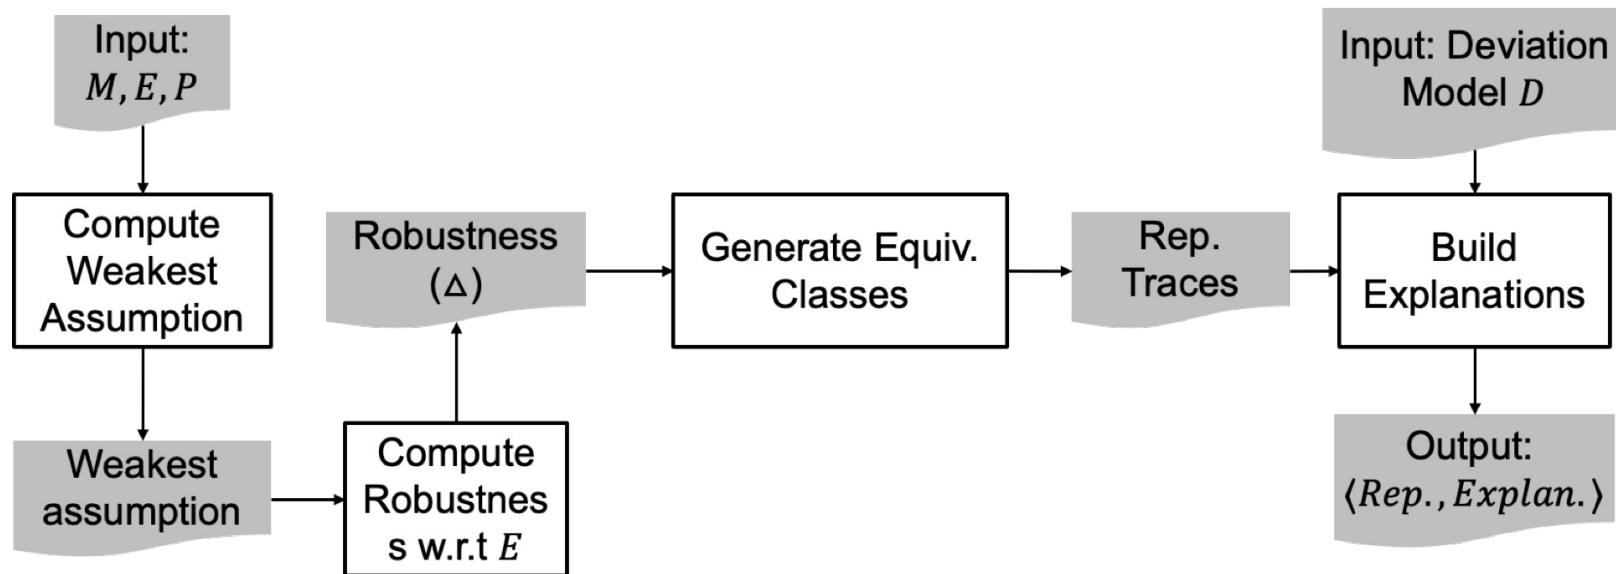 Input:
M, E, P
Compute
Weakest
Assumption
Weakest
assumption
Compute
Robustnes
s w.r.t E
Robustness
(△)
Generate Equiv.
Classes
Rep.
Traces
Input: Deviation
Model D
Build
Explanations
Output:
⟨Rep., Explan.⟩